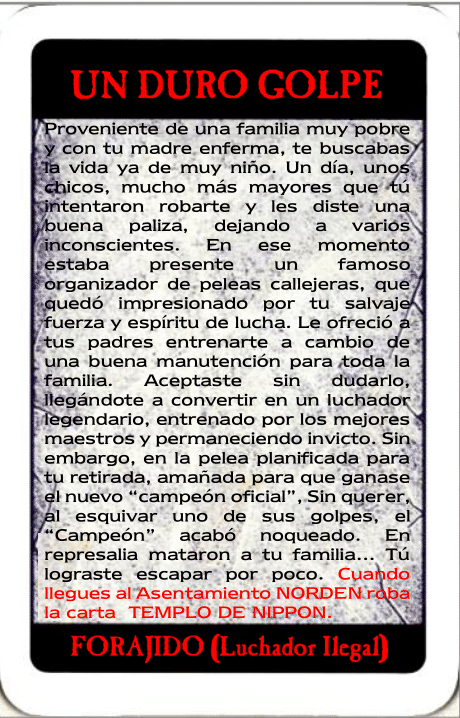 UN DURO GOLPE
Proveniente de una familia muy pobre
y con tu madre enferma, te buscabas
la vida ya de muy niño. Un día, unos
chicos, mucho más mayores que tú
intentaron robarte y les diste una
buena paliza, dejando a varios
inconscientes. En ese momento
estaba presente un famoso
organizador de peleas callejeras, que
quedó impresionado por tu salvaje
fuerza y espíritu de lucha. Le ofreció a
tus padres entrenarte a cambio de
una buena manutención para toda la
familia. Aceptaste sin dudarlo,
llegándote a convertir en un luchador
legendario, entrenado por los mejores
maestros y permaneciendo invicto. Sin
embargo, en la pelea planificada para
tu retirada, amañada para que ganase
el nuevo “campeón oficial”, Sin querer,
al esquivar uno de sus golpes, el
“Campeón” acabó noqueado. En
represalia mataron a tu familia... Tú
lograste escapar por poco. Cuando
llegues al Asentamiento NORDEN roba
la carta TEMPLO DE NIPPON.
FORAJIDO (Luchador Ilegal)